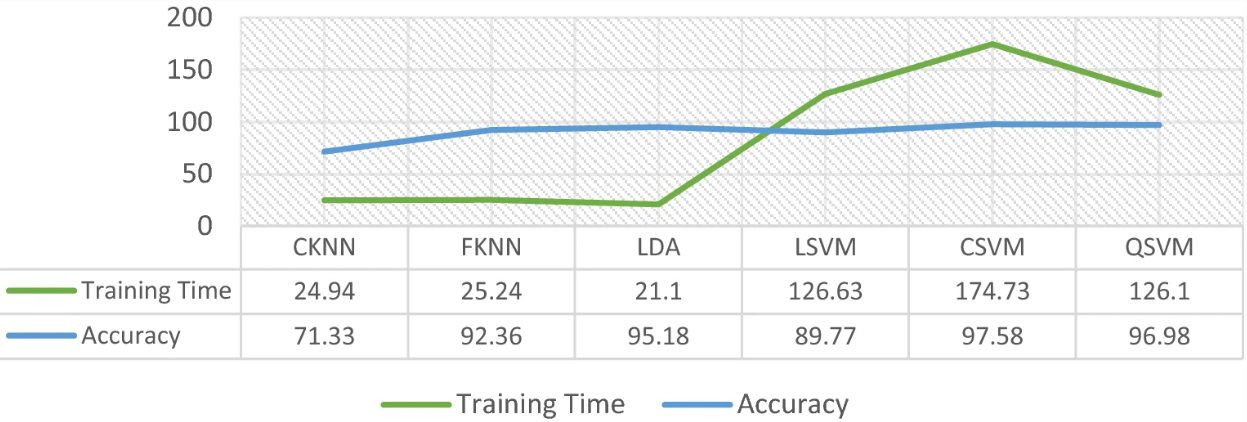 200
150
100
50
0
CKNN FKNN LDA LSVM CSVM QSVM
Training Time 24.94 25.24 21.1 126.63 174.73 126.1
Accuracy 71.33 92.36 95.18 89.77 97.58 96.98
Training Time Accuracy